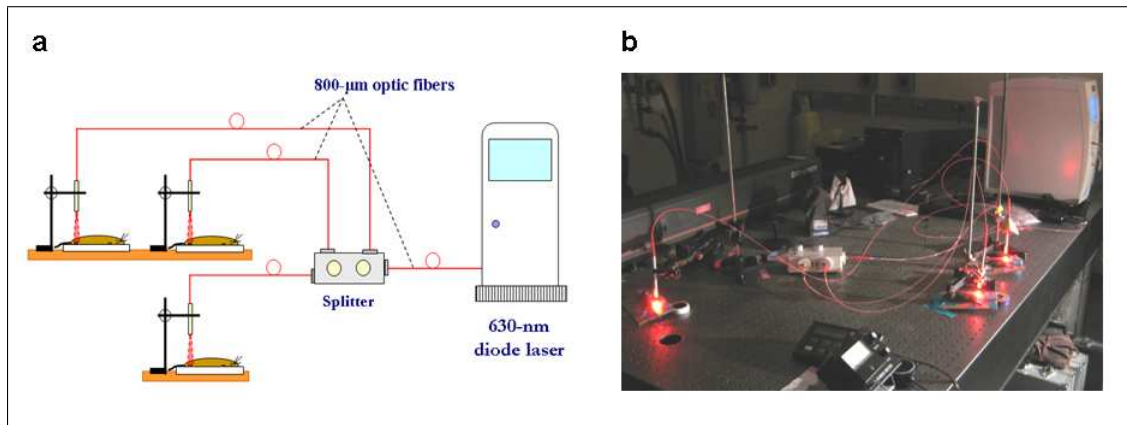 a
b
800-µm optic fibers
Splitter
630-nm
diode laser